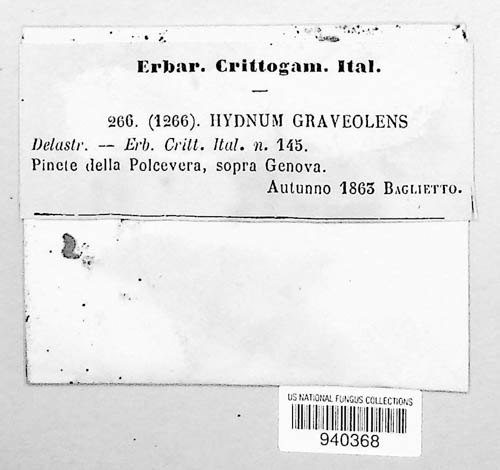 Erbar. Crittogam. Ital.
266. (1266). HYDNUM GRAVEOLENS
Delastr. — Erb. Critt. Ital. n. 145.
Pinete della Polcevera, sopra Genova.
Autunno 1863 BAGLIETTO.
US NATIONAL FUNGUS COLLECTIONS
940368